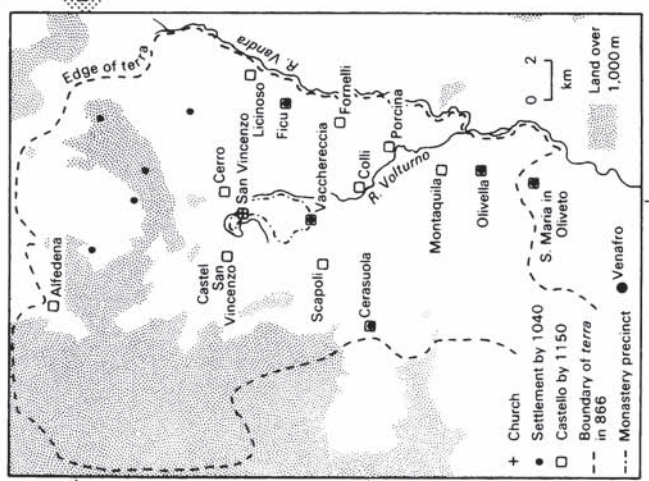 Edge of terra
R. Vandra
Alfedena
Cerro
San Vincenzo
Licinoso
Ficu
Castel
San
Vincenzo
Vacchereccia
Fornelli
Scapoli
Colli
Porcina
Cerasuola
R. Volturno
Montaquila
Olivella
S. Maria in
Oliveto
Venafro
0 2
km
Land over
1,000 m
Church
Settlement by 1040
Castello by 1150
Boundary of terra
in 866
Monastery precinct